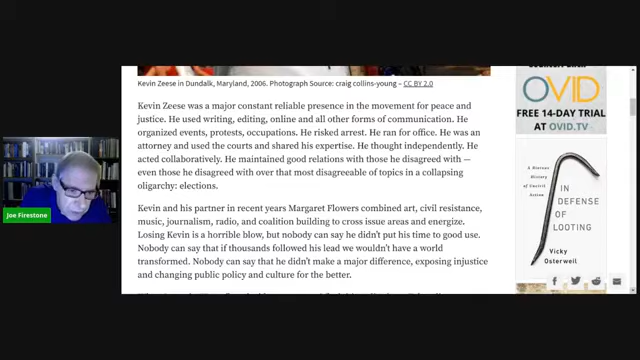 Kevin Zeese in Dundalk, Maryland, 2006. Photograph Source: craig collins-young – CC BY 2.0
Kevin Zeese was a major constant reliable presence in the movement for peace and
justice. He used writing, editing, online and all other forms of communication. He
organized events, protests, occupations. He risked arrest. He ran for office. He was an
attorney and used the courts and shared his expertise. He thought independently. He
acted collaboratively. He maintained good relations with those he disagreed with —
even those he disagreed with over that most disagreeable of topics in a collapsing
oligarchy: elections.
Kevin and his partner in recent years Margaret Flowers combined art, civil resistance,
music, journalism, radio, and coalition building to cross issue areas and energize.
Losing Kevin is a horrible blow, but nobody can say he didn't put his time to good use.
Nobody can say that if thousands followed his lead we wouldn't have a world
transformed. Nobody can say that he didn't make a major difference, exposing injustice
and changing public policy and culture for the better.
OVID
FREE 14-DAY TRIAL
AT OVID.TV
A Riotous
History of
Uncivil
Action
IN
DEFENSE
OF
LOOTING
Vicky
Osterweil
Joe Firestone